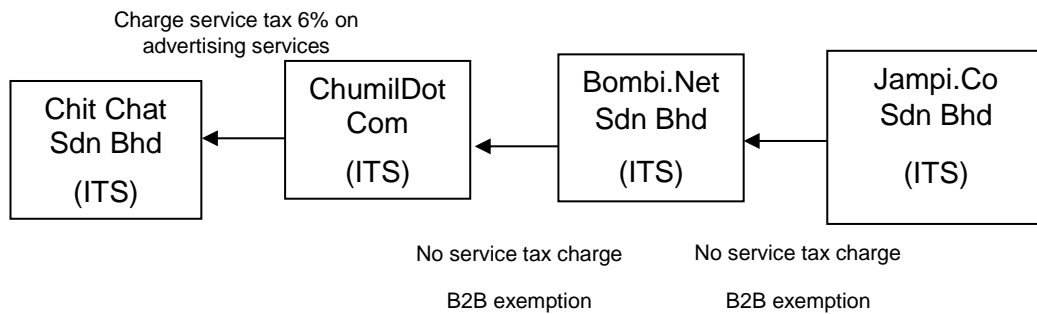 Charge service tax 6% on
advertising services
Chit Chat
Sdn Bhd
(ITS)
ChumilDot
Com
(ITS)
Bombi.Net
Sdn Bhd
(ITS)
Jampi.Co
Sdn Bhd
(ITS)
No service tax charge
B2B exemption
No service tax charge
B2B exemption